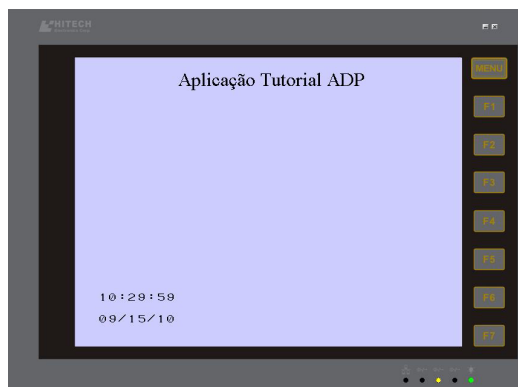 HITECH
MENU
Aplicação Tutorial ADP
F1
F2
F3
F4
F5
10:29:59
F6
09/15/10
F7